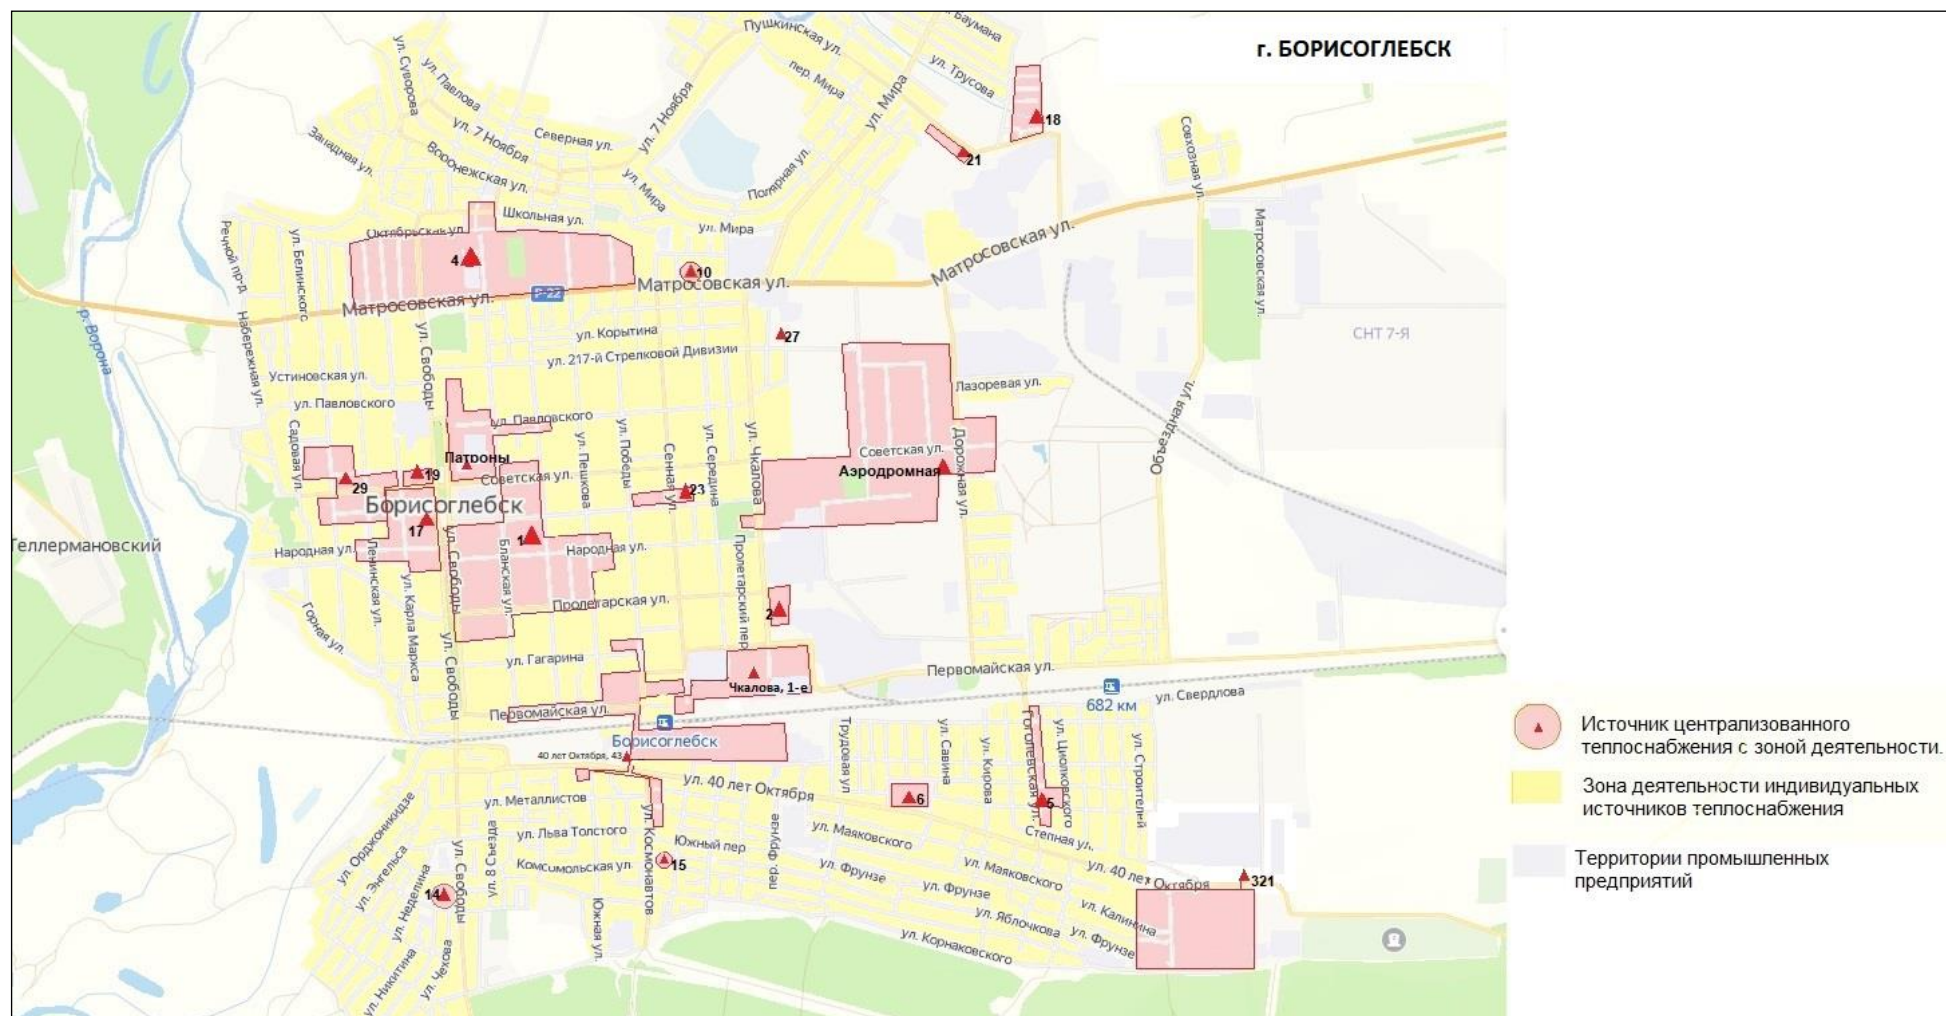 г. БОРИСОГЛЕБСК
Пушкинская ул.
ул. Трусова
пер. Мира
ул. Мира
ул. Суворова
ул. Павлова
ул. 7 Ноября
ул. 7 Ноября
Северная ул.
Западная ул.
Воронежская ул.
ул. Мира
Полярная ул.
18
21
Совхозная ул.
Школьная ул.
Октябрьская ул.
ул. Мира
Речной пр-д
ул. Белинского
4
10
Матросовская ул.
Матросовская ул.
Матросовская ул.
Матросовская ул.
Р-22
р. Ворона
Набережная ул.
ул. Свободы
ул. Корытина
ул. 217-й Стрелковой Дивизии
27
СНТ 7-Я
Устиновская ул.
Лазоревая ул.
ул. Павловского
ул. Павловского
Садовая ул.
ул. Пешкова
ул. Победы
Сенная ул.
ул. Середина
ул. Чкалова
Советская ул.
Дорожная ул.
Объездная ул.
Патроны
Аэродромная
29
19
Советская ул.
23
Борисоглебск
17
1
Теллермановский
Народная ул.
Ленинская ул.
ул. Карла Маркса
ул. Свободы
Бланская ул.
Народная ул.
Пролетарский пер.
Пролетарская ул.
2
Горная ул.
ул. Свободы
ул. Гагарина
Чкалова, 1-е
Первомайская ул.
Первомайская ул.
682 км
ул. Свердлова
Борисоглебск
40 лет Октября, 43
Трудовая ул
ул. Савина
ул. Кирова
Гоголевская ул.
ул. Циолковского
ул. Строителей
ул. 40 лет Октября
6
5
ул. Металлистов
ул. Льва Толстого
Комсомольская ул.
ул. 8 Съезда
ул. Космонавтов
Южный пер
15
пер. Фрунзе
ул. Маяковского
ул. Маяковского
Степная ул.
ул. 40 лет Октября
321
ул. Орджоникидзе
ул. Энгельса
ул. Неделина
14
ул. Свободы
ул. Фрунзе
ул. Фрунзе
ул. Калинина
ул. Яблочкова
ул. Фрунзе
ул. Корнаковского
Южная ул.
ул. Чехова
ул. Никитина
Источник централизованного
теплоснабжения с зоной деятельности.
Зона деятельности индивидуальных
источников теплоснабжения
Территории промышленных
предприятий